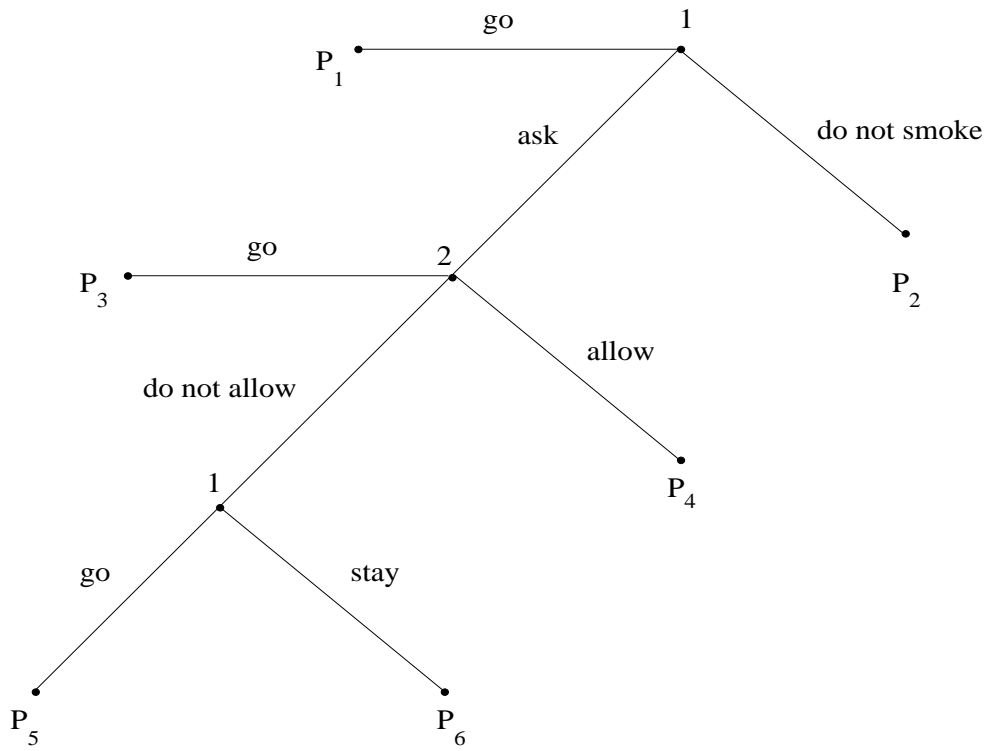 go
1
P₁
do not smoke
ask
go
2
P₃
P₂
allow
do not allow
1
P₄
go
stay
P₅
P₆